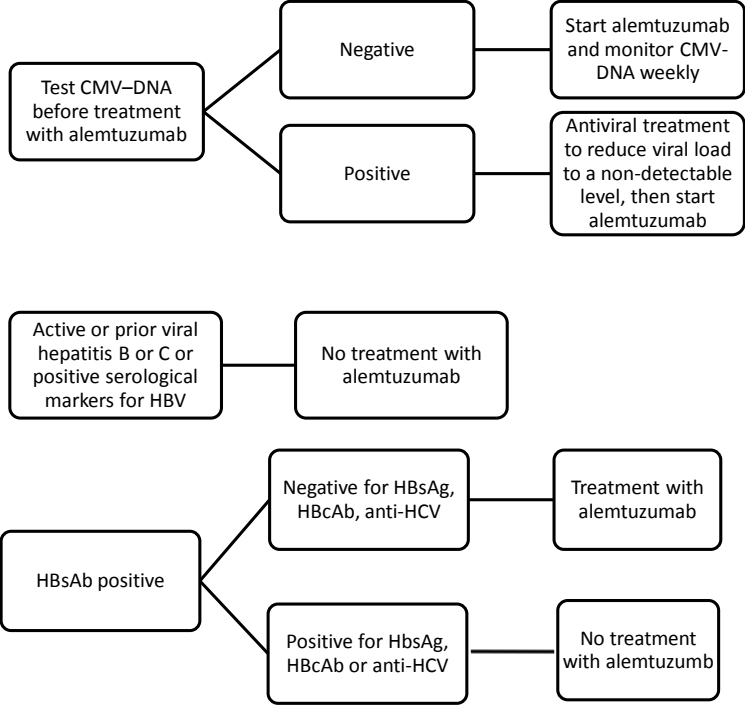 Test CMV–DNA
before treatment
with alemtuzumab
Negative
Start alemtuzumab
and monitor CMV-
DNA weekly
Positive
Antiviral treatment
to reduce viral load
to a non-detectable
level, then start
alemtuzumab
Active or prior viral
hepatitis B or C or
positive serological
markers for HBV
No treatment with
alemtuzumab
HBsAb positive
Negative for HBsAg,
HBcAb, anti-HCV
Treatment with
alemtuzumab
Positive for HbsAg,
HBcAb or anti-HCV
No treatment
with alemtuzumb